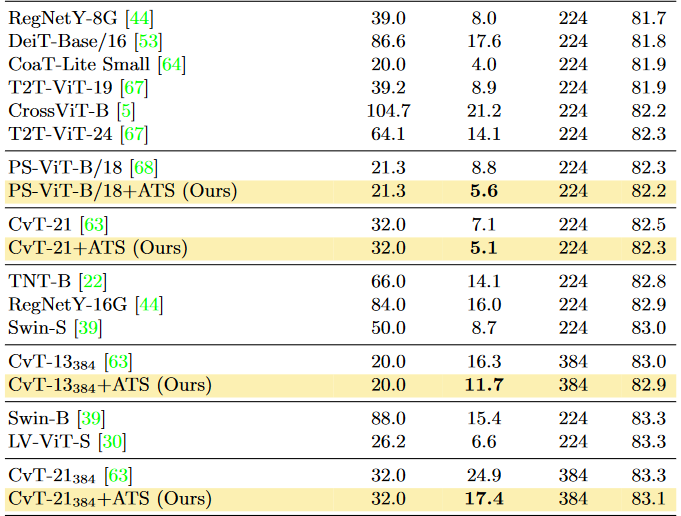 RegNetY-8G [44] 39.0 8.0 224 81.7
DeiT-Base/16 [53] 86.6 17.6 224 81.8
CoaT-Lite Small [64] 20.0 4.0 224 81.9
T2T-ViT-19 [67] 39.2 8.9 224 81.9
CrossViT-B [5] 104.7 21.2 224 82.2
T2T-ViT-24 [67] 64.1 14.1 224 82.3
PS-ViT-B/18 [68] 21.3 8.8 224 82.3
PS-ViT-B/18+ATS (Ours) 21.3 5.6 224 82.2
CvT-21 [63] 32.0 7.1 224 82.5
CvT-21+ATS (Ours) 32.0 5.1 224 82.3
TNT-B [22] 66.0 14.1 224 82.8
RegNetY-16G [44] 84.0 16.0 224 82.9
Swin-S [39] 50.0 8.7 224 83.0
CvT-13384 [63] 20.0 16.3 384 83.0
CvT-13384+ATS (Ours) 20.0 11.7 384 82.9
Swin-B [39] 88.0 15.4 224 83.3
LV-ViT-S [30] 26.2 6.6 224 83.3
CvT-21384 [63] 32.0 24.9 384 83.3
CvT-21384+ATS (Ours) 32.0 17.4 384 83.1